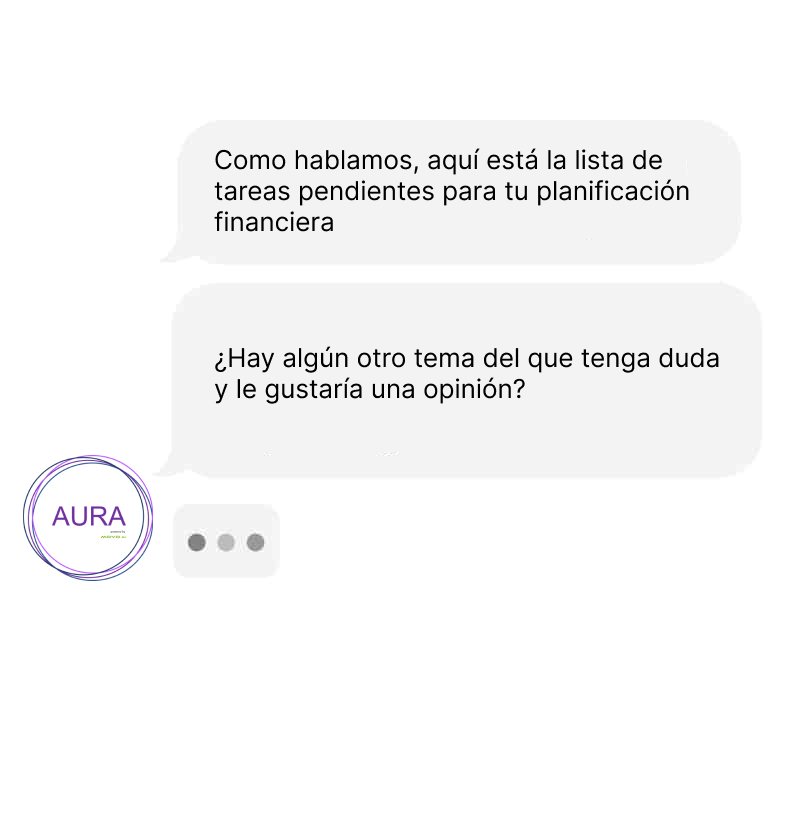 Como hablamos, aquí está la lista de
tareas pendientes para tu planificación
financiera
¿Hay algún otro tema del que tenga duda
y le gustaría una opinión?
AURA